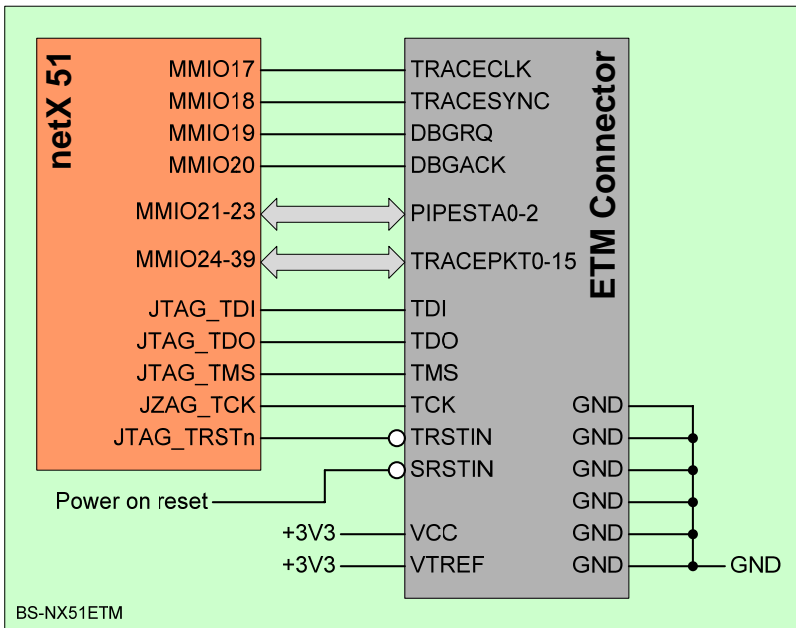 netX 51
ETM Connector
MMIO17 TRACECLK
MMIO18 TRACESYNC
MMIO19 DBGRQ
MMIO20 DBGACK
MMIO21-23 PIPESTA0-2
MMIO24-39 TRACEPKT0-15
JTAG_TDI TDI
JTAG_TDO TDO
JTAG_TMS TMS
JZAG_TCK TCK GND
JTAG_TRSTn TRSTIN GND
SRSTIN GND
Power on reset GND
+3V3 VCC GND
+3V3 VTREF GND GND
BS-NX51ETM